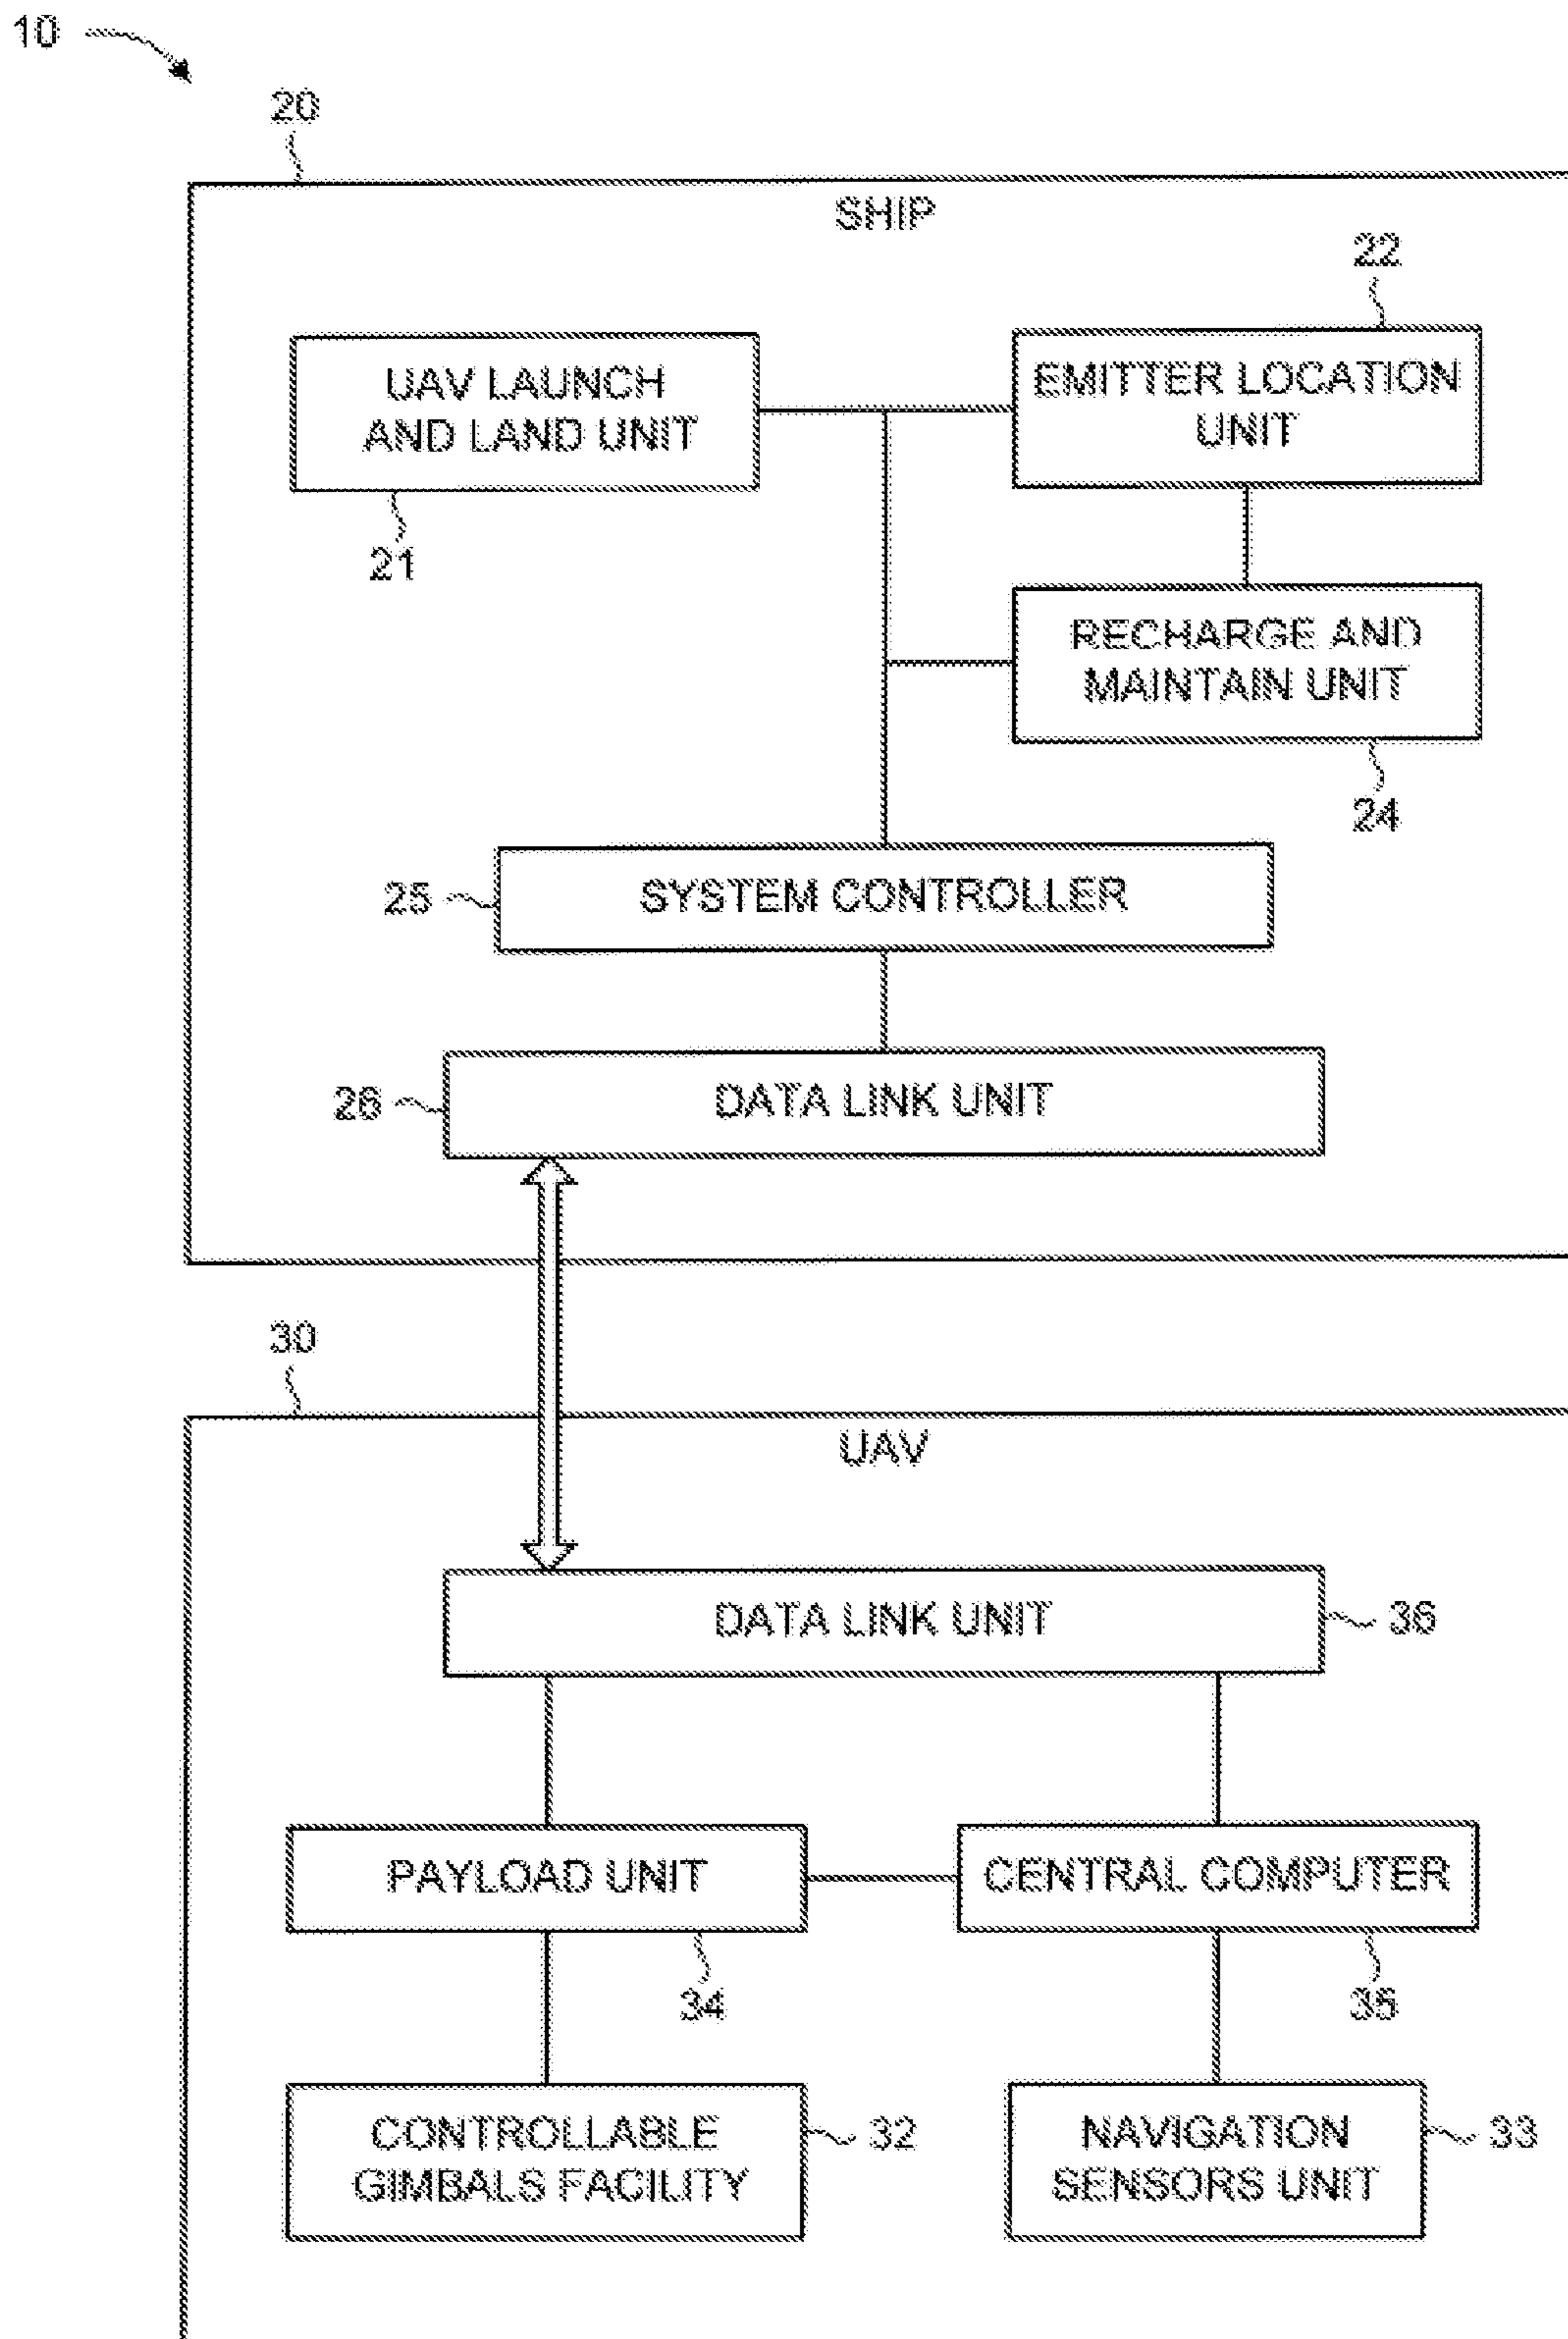 10
20
SHIP
22
UAV LAUNCH
AND LAND UNIT
EMITTER LOCATION
UNIT
21
RECHARGE AND
MAINTAIN UNIT
24
25
SYSTEM CONTROLLER
26
DATA LINK UNIT
30
UAV
DATA LINK UNIT
36
PAYLOAD UNIT
CENTRAL COMPUTER
34
35
CONTROLLABLE
GIMBALS FACILITY
32
NAVIGATION
SENSORS UNIT
33